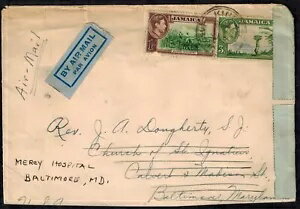 JAMAICA
JAMAICA
Air-Mail
BY AIR MAIL
PAR AVION
Rev. J. A. Dougherty, S.J.
Church of St. Ignatius
MERCY HOSPITAL
Calvert & Madison St.
BALTIMORE, MD.
Baltimore, Maryland
U.S.A.